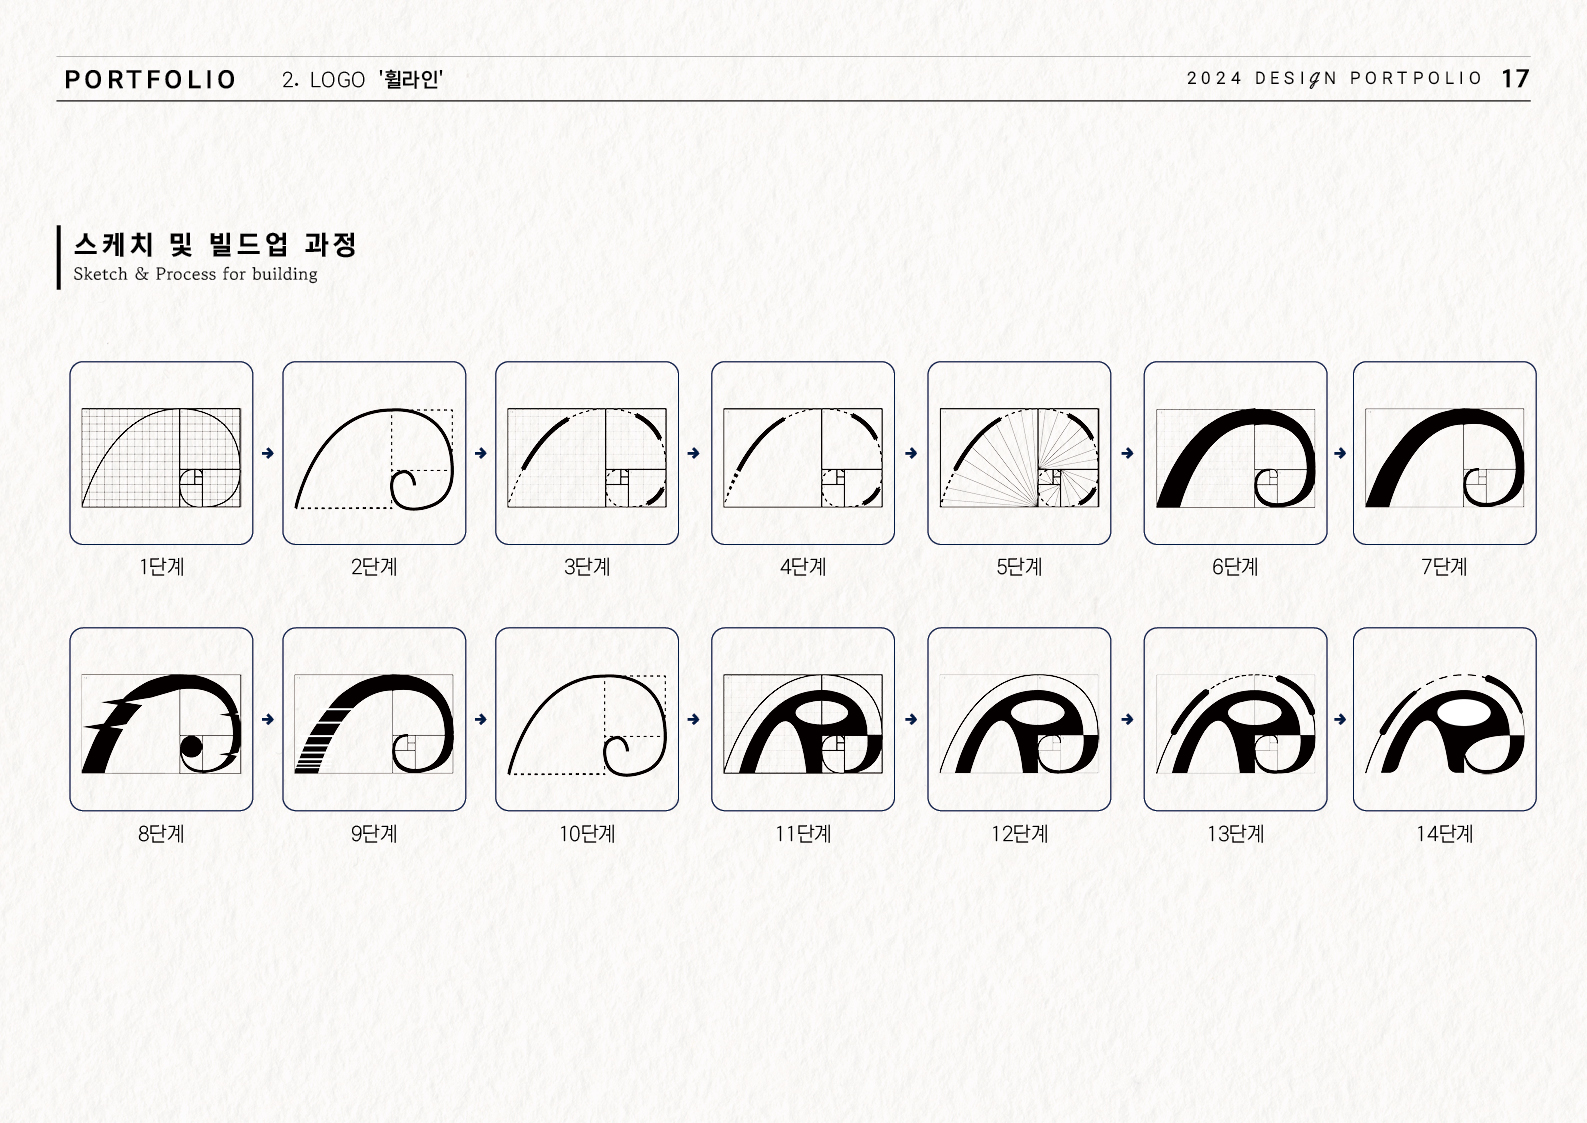 PORTFOLIO 2. LOGO '휠라인' 2024 DESIGN PORTPOLIO 17
스케치 및 빌드업 과정
Sketch & Process for building
1단계 2단계 3단계 4단계 5단계 6단계 7단계
8단계 9단계 10단계 11단계 12단계 13단계 14단계